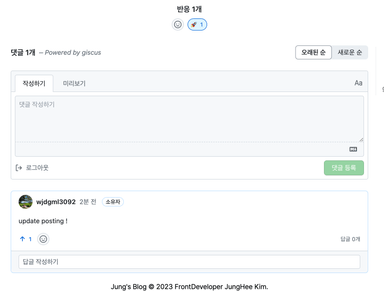 반응 1개
1
댓글 1개 – Powered by giscus
오래된 순 새로운 순
작성하기 미리보기 Aa
댓글 작성하기
로그아웃 댓글 등록
wjdgml3092 2분 전 소유자
update posting !
1 답글 0개
답글 작성하기
Jung's Blog © 2023 FrontDeveloper JungHee Kim.